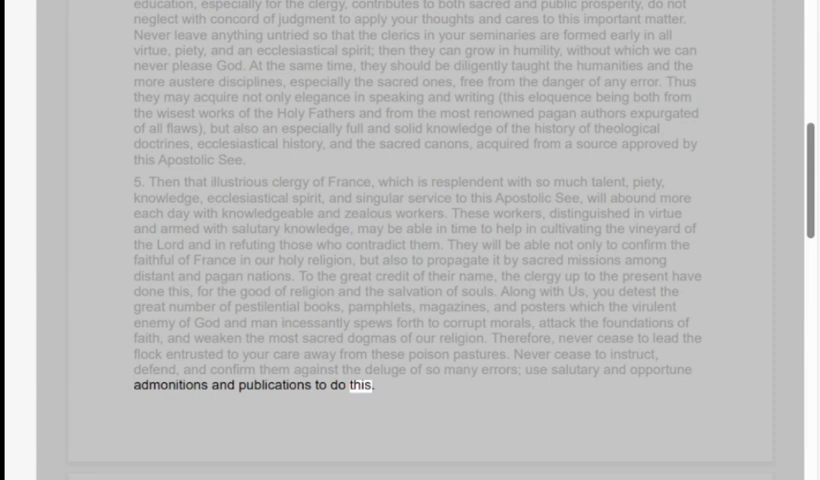 education, especially for the clergy, contributes to both sacred and public prosperity, do not
neglect with concord of judgment to apply your thoughts and cares to this important matter.
Never leave anything untried so that the clerics in your seminaries are formed early in all
virtue, piety, and an ecclesiastical spirit; then they can grow in humility, without which we can
never please God. At the same time, they should be diligently taught the humanities and the
more austere disciplines, especially the sacred ones, free from the danger of any error. Thus
they may acquire not only elegance in speaking and writing (this eloquence being both from
the wisest works of the Holy Fathers and from the most renowned pagan authors expurgated
of all flaws), but also an especially full and solid knowledge of the history of theological
doctrines, ecclesiastical history, and the sacred canons, acquired from a source approved by
this Apostolic See.
5. Then that illustrious clergy of France, which is resplendent with so much talent, piety,
knowledge, ecclesiastical spirit, and singular service to this Apostolic See, will abound more
each day with knowledgeable and zealous workers. These workers, distinguished in virtue
and armed with salutary knowledge, may be able in time to help in cultivating the vineyard of
the Lord and in refuting those who contradict them. They will be able not only to confirm the
faithful of France in our holy religion, but also to propagate it by sacred missions among
distant and pagan nations. To the great credit of their name, the clergy up to the present have
done this, for the good of religion and the salvation of souls. Along with Us, you detest the
great number of pestilential books, pamphlets, magazines, and posters which the virulent
enemy of God and man incessantly spews forth to corrupt morals, attack the foundations of
faith, and weaken the most sacred dogmas of our religion. Therefore, never cease to lead the
flock entrusted to your care away from these poison pastures. Never cease to instruct,
defend, and confirm them against the deluge of so many errors; use salutary and opportune
admonitions and publications to do this.